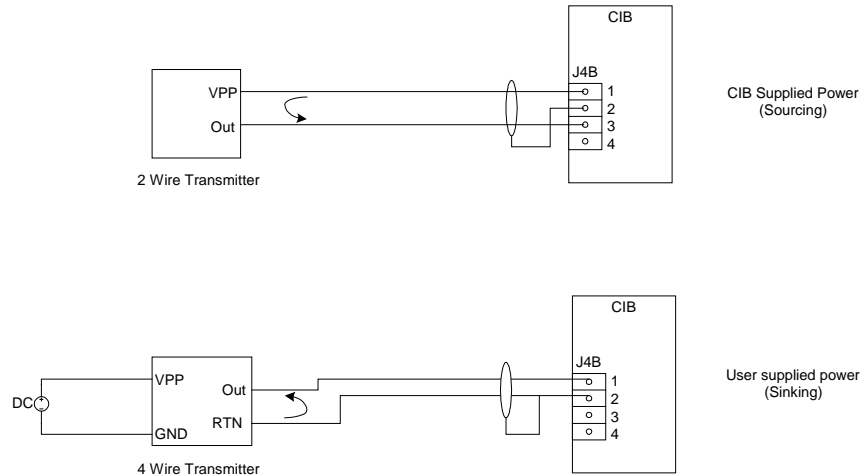 CIB
J4B
VPP
1
2
Out
3
4
CIB Supplied Power
(Sourcing)
2 Wire Transmitter
CIB
J4B
VPP
Out
1
DC
RTN
2
GND
3
4
User supplied power
(Sinking)
4 Wire Transmitter